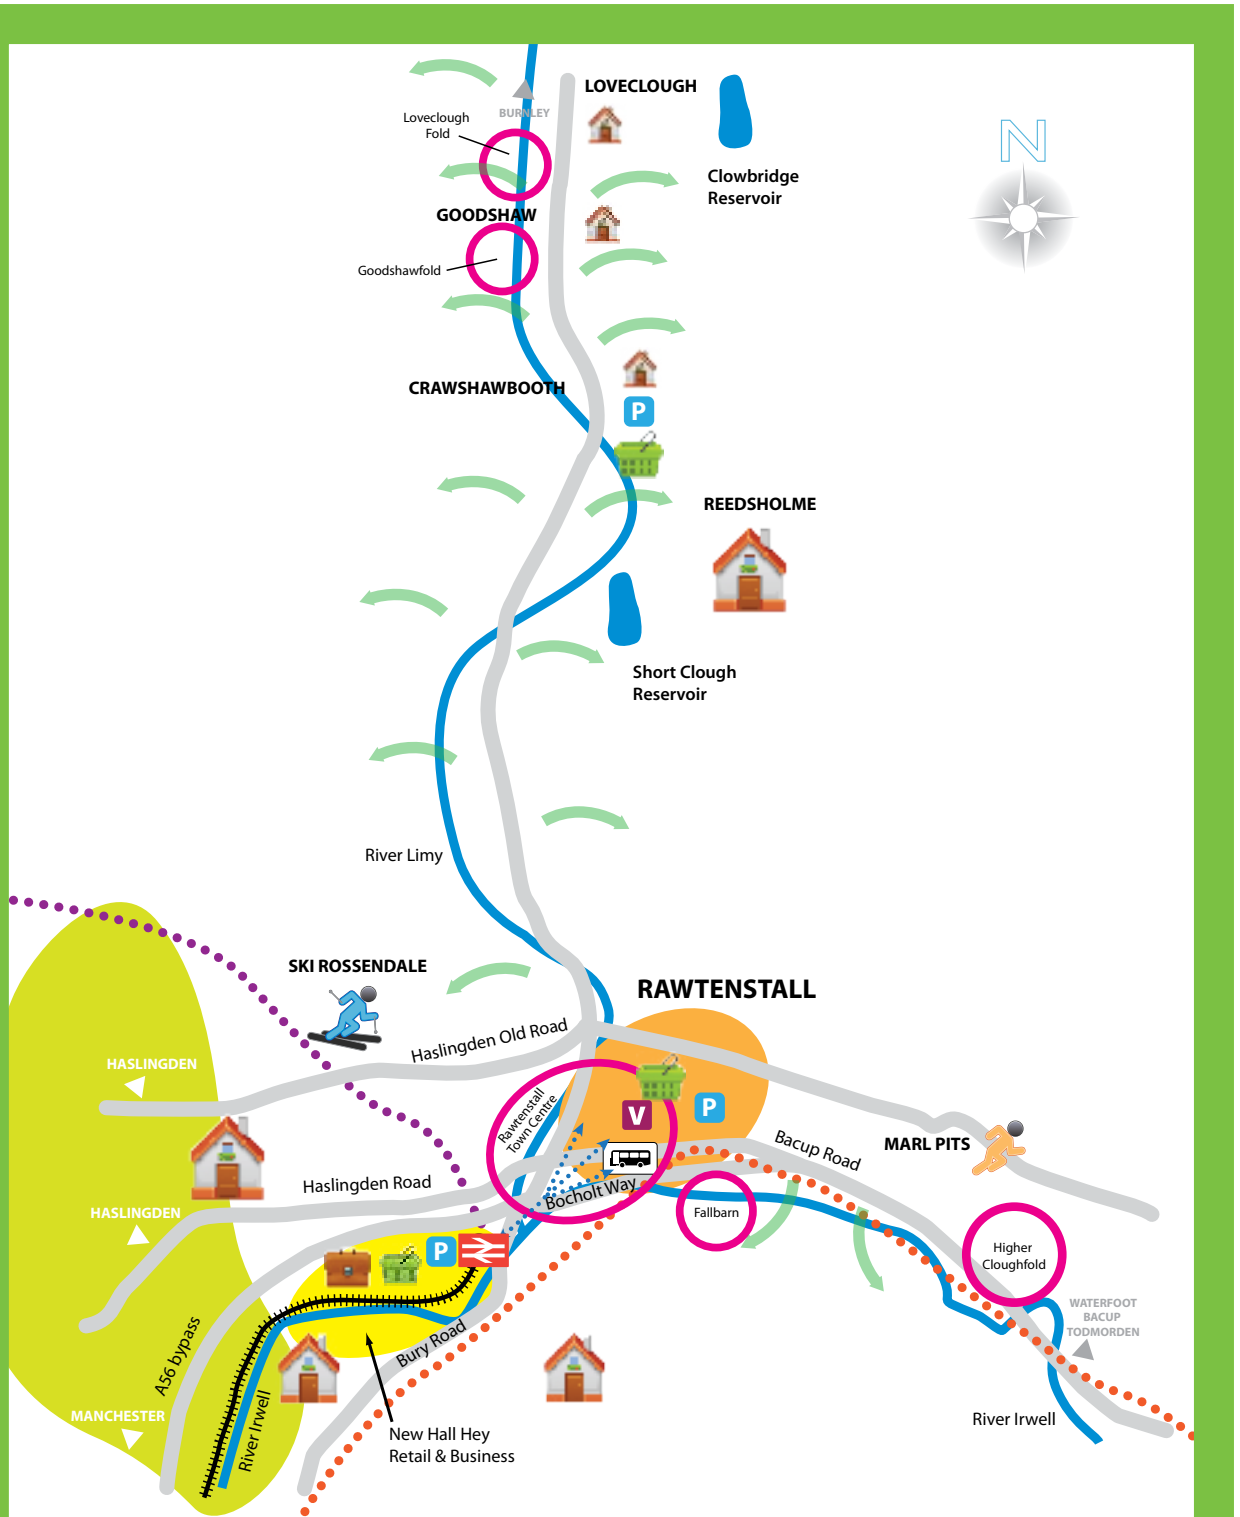 N
LOVECLOUGH
BURNLEY
Loveclough
Fold
Clowbridge
Reservoir
GOODSHAW
Goodshawfold
CRAWSHAWBOOTH
P
REEDSHOLME
Short Clough
Reservoir
River Limy
SKI ROSSENDALE
RAWTENSTALL
Haslingden Old Road
HASLINGDEN
Rawtenstall
Town Centre
V
P
Bacup Road
MARL PITS
Haslingden Road
Bocholt Way
HASLINGDEN
Fallbarn
P
Higher
Cloughfold
WATERFOOT
BACUP
TODMORDEN
A56 bypass
Bury Road
MANCHESTER
River Irwell
New Hall Hey
Retail & Business
River Irwell